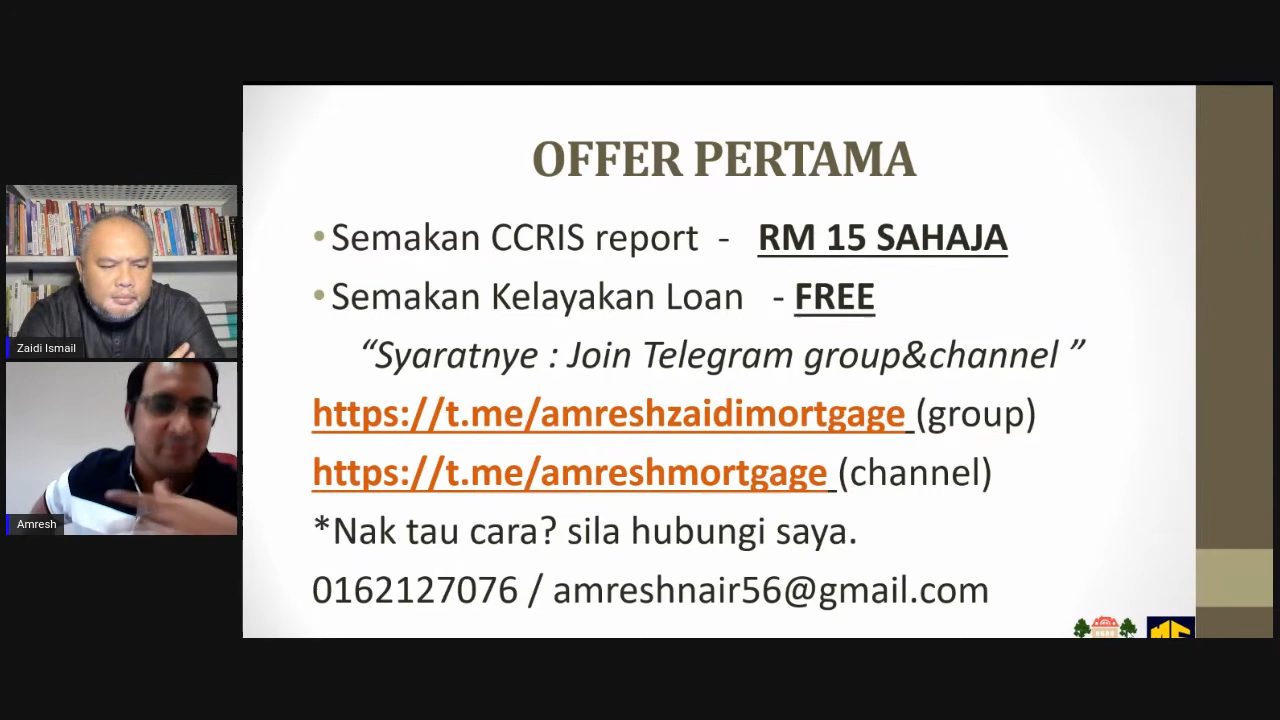 OFFER PERTAMA
•Semakan CCRIS report - RM 15 SAHAJA
•Semakan Kelayakan Loan - FREE
“Syaratnye : Join Telegram group&channel ”
https://t.me/amreshzaidimortgage (group)
https://t.me/amreshmortgage (channel)
*Nak tau cara? sila hubungi saya.
0162127076 / amreshnair56@gmail.com
Zaidi Ismail
Amresh